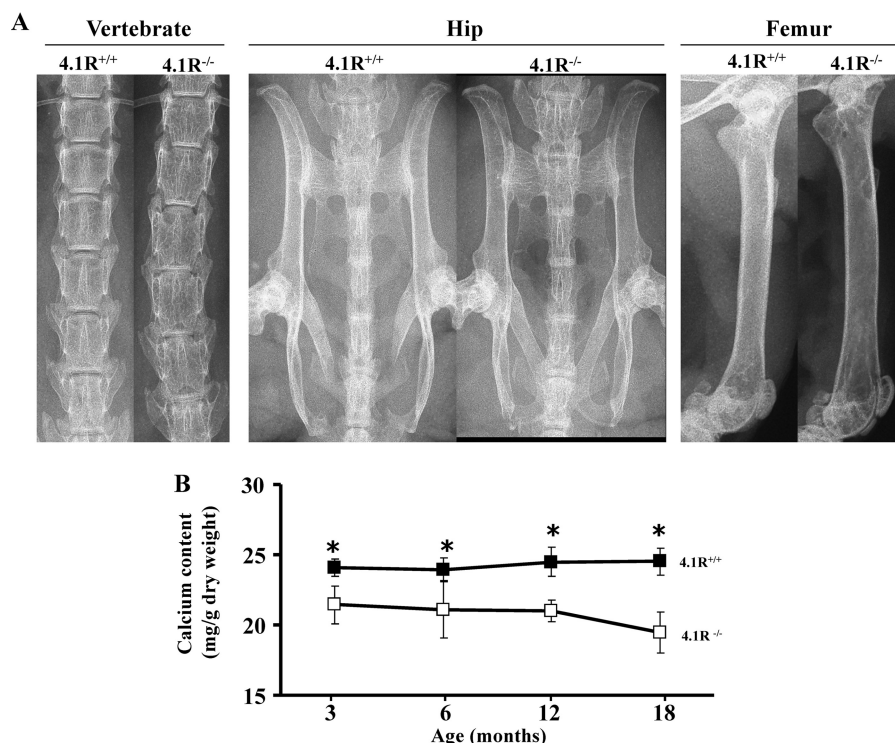 A
Vertebrate
Hip
Femur
4.1R+/+
4.1R-/-
4.1R+/+
4.1R-/-
4.1R+/+
4.1R-/-
B
30
25
20
15
Calcium content
(mg/g dry weight)
*
*
*
*
4.1R+/+
4.1R -/-
3
6
12
18
Age (months)